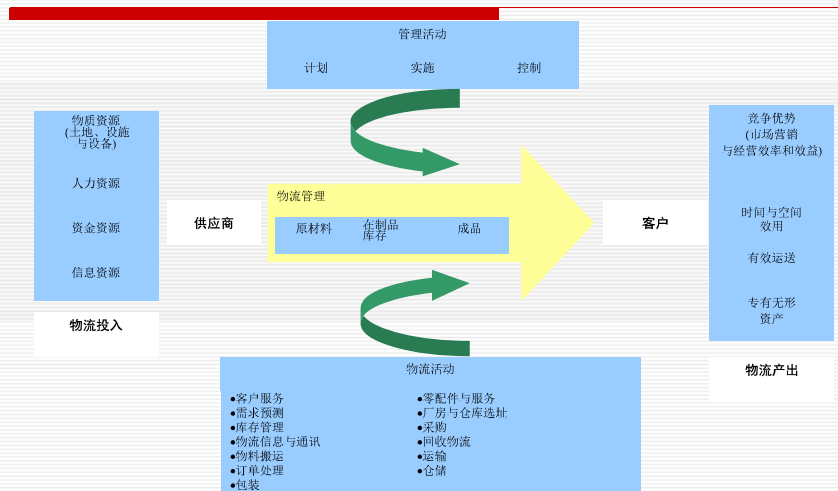 管理活动
计划 实施 控制
物质资源
(土地、设施
与设备)
人力资源
资金资源
信息资源
物流投入
供应商
物流管理
原材料 在制品 成品
库存
客户
竞争优势
(市场营销
与经营效率和效益)
时间与空间
效用
有效运送
专有无形
资产
物流产出
物流活动
●客户服务
●需求预测
●库存管理
●物流信息与通讯
●物料搬运
●订单处理
●包装
●零配件与服务
●厂房与仓库选址
●采购
●回收物流
●运输
●仓储